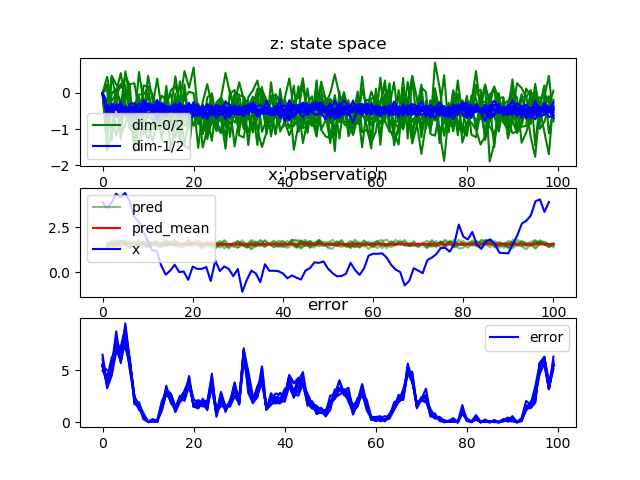 z: state space
0
−1
−2
dim-0/2
dim-1/2
0 20 40 60 80 100
x: observation
2.5
0.0
pred
pred_mean
x
0 20 40 60 80 100
error
5
0
error
0 20 40 60 80 100